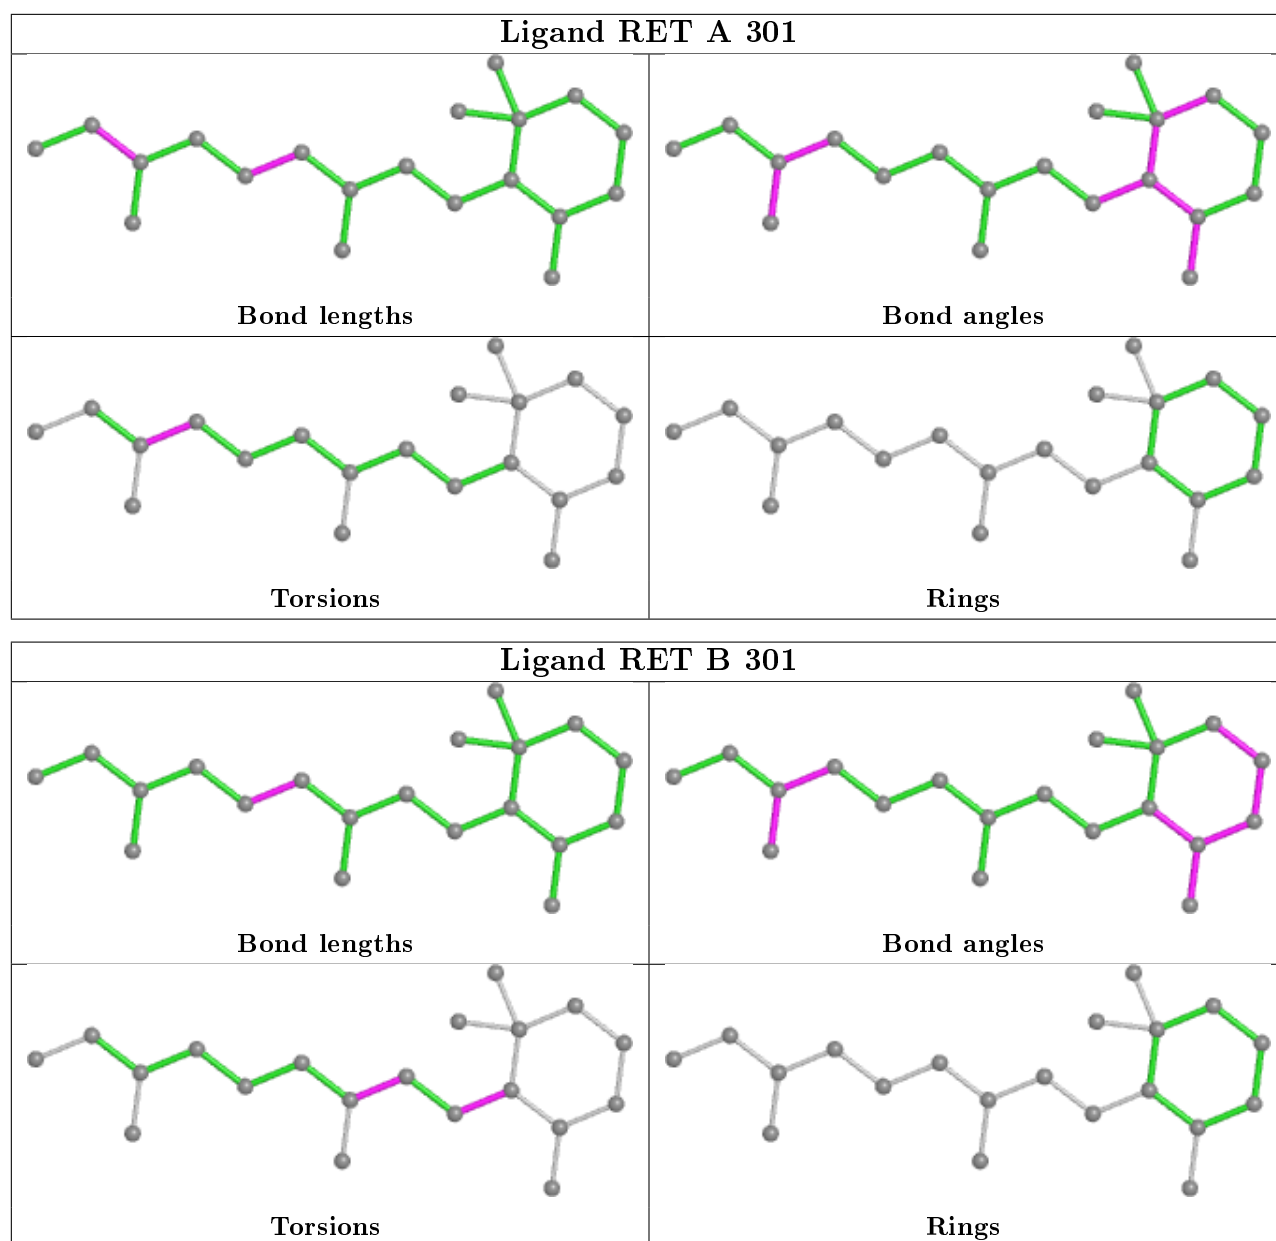 Ligand RET A 301
Bond lengths
Bond angles
Torsions
Rings
Ligand RET B 301
Bond lengths
Bond angles
Torsions
Rings